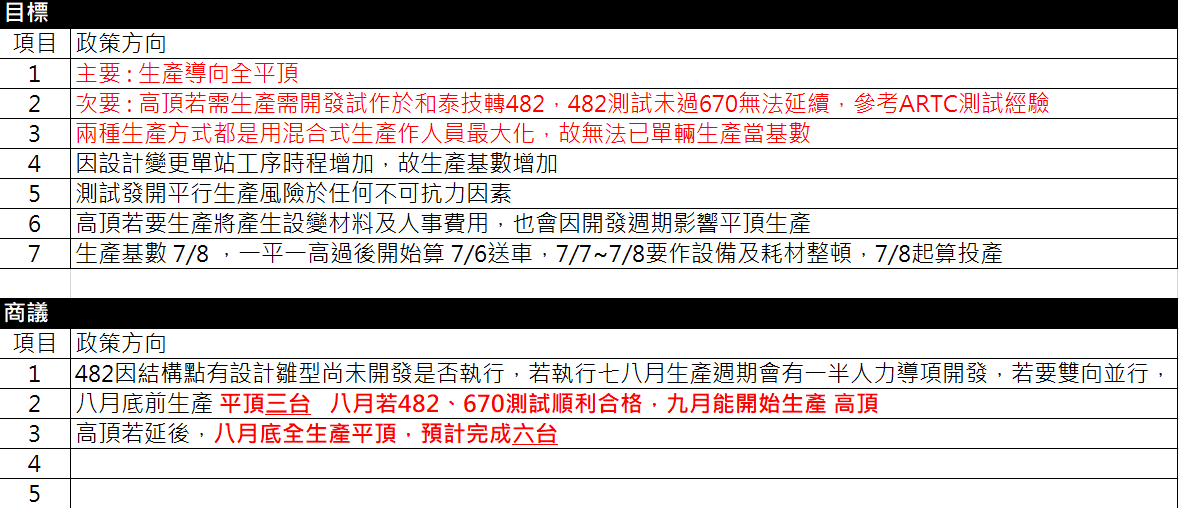 目標
項目 政策方向
1 主要 : 生產導向全平頂
2 次要 : 高頂若需生產需開發試作於和泰技轉482，482測試未過670無法延續，參考ARTC測試經驗
3 兩種生產方式都是用混合式生產作人員最大化，故無法已單輛生產當基數
4 因設計變更單站工序時程增加，故生產基數增加
5 測試發開平行生產風險於任何不可抗力因素
6 高頂若要生產將產生設變材料及人事費用，也會因開發週期影響平頂生產
7 生產基數 7/8 ，一平一高過後開始算 7/6送車，7/7~7/8要作設備及耗材整頓，7/8起算投產
商議
項目 政策方向
1 482因結構點有設計雛型尚未開發是否執行，若執行七八月生產週期會有一半人力導項開發，若要雙向並行，
2 八月底前生產 平頂三台 八月若482、670測試順利合格，九月能開始生產 高頂
3 高頂若延後，八月底全生產平頂，預計完成六台
4
5